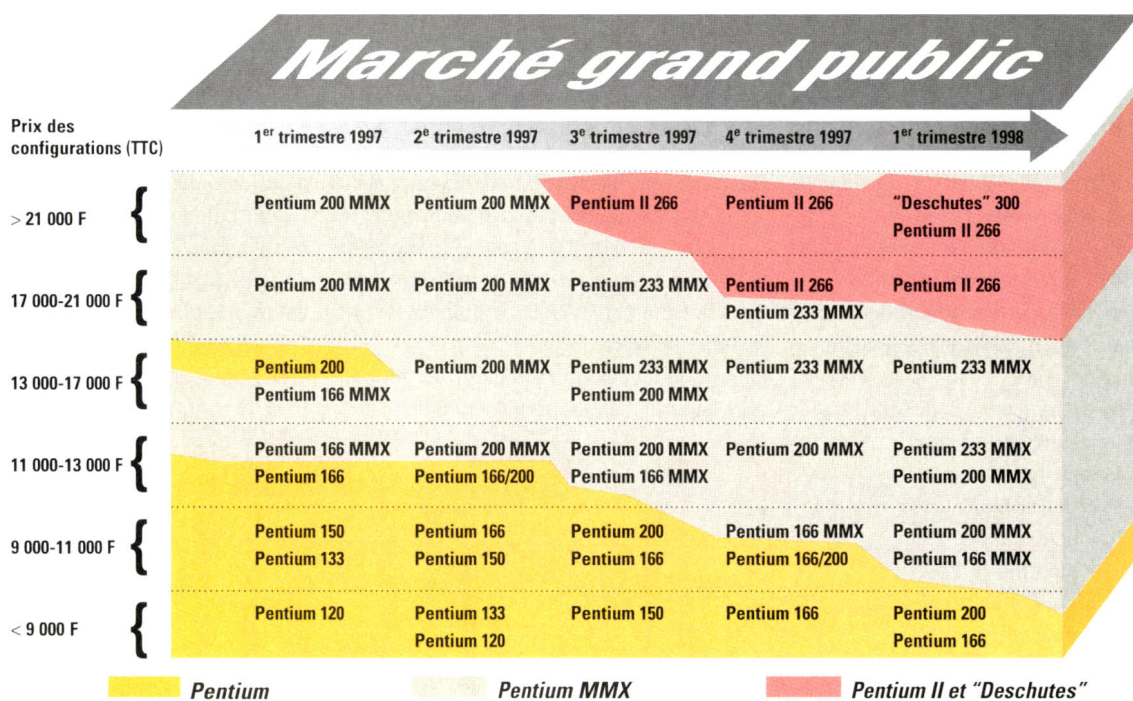 Marché grand public
Prix des
configurations (TTC)
1er trimestre 1997 2e trimestre 1997 3e trimestre 1997 4e trimestre 1997 1er trimestre 1998
> 21 000 F { Pentium 200 MMX Pentium 200 MMX Pentium II 266 Pentium II 266 "Deschutes" 300
Pentium II 266
17 000-21 000 F { Pentium 200 MMX Pentium 200 MMX Pentium 233 MMX Pentium II 266 Pentium II 266
Pentium 233 MMX
13 000-17 000 F { Pentium 200 Pentium 200 MMX Pentium 233 MMX Pentium 233 MMX Pentium 233 MMX
Pentium 166 MMX Pentium 200 MMX
11 000-13 000 F { Pentium 166 MMX Pentium 200 MMX Pentium 200 MMX Pentium 200 MMX Pentium 233 MMX
Pentium 166 Pentium 166/200 Pentium 166 MMX Pentium 200 MMX
9 000-11 000 F { Pentium 150 Pentium 166 Pentium 200 Pentium 166 MMX Pentium 200 MMX
Pentium 133 Pentium 150 Pentium 166 Pentium 166/200 Pentium 166 MMX
< 9 000 F { Pentium 120 Pentium 133 Pentium 150 Pentium 166 Pentium 200
Pentium 120 Pentium 166
Pentium Pentium MMX Pentium II et "Deschutes"